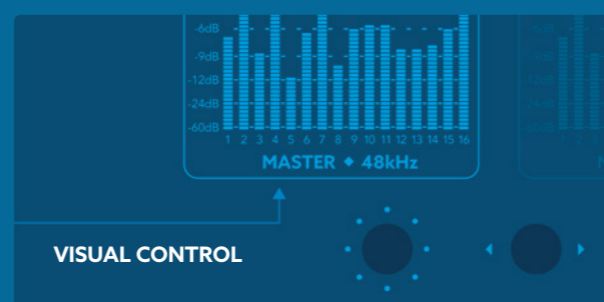 -6dB
-9dB
-12dB
-24dB
-60dB
1 2 3 4 5 6 7 8 9 10 11 12 13 14 15 16
MASTER ◆ 48kHz
VISUAL CONTROL